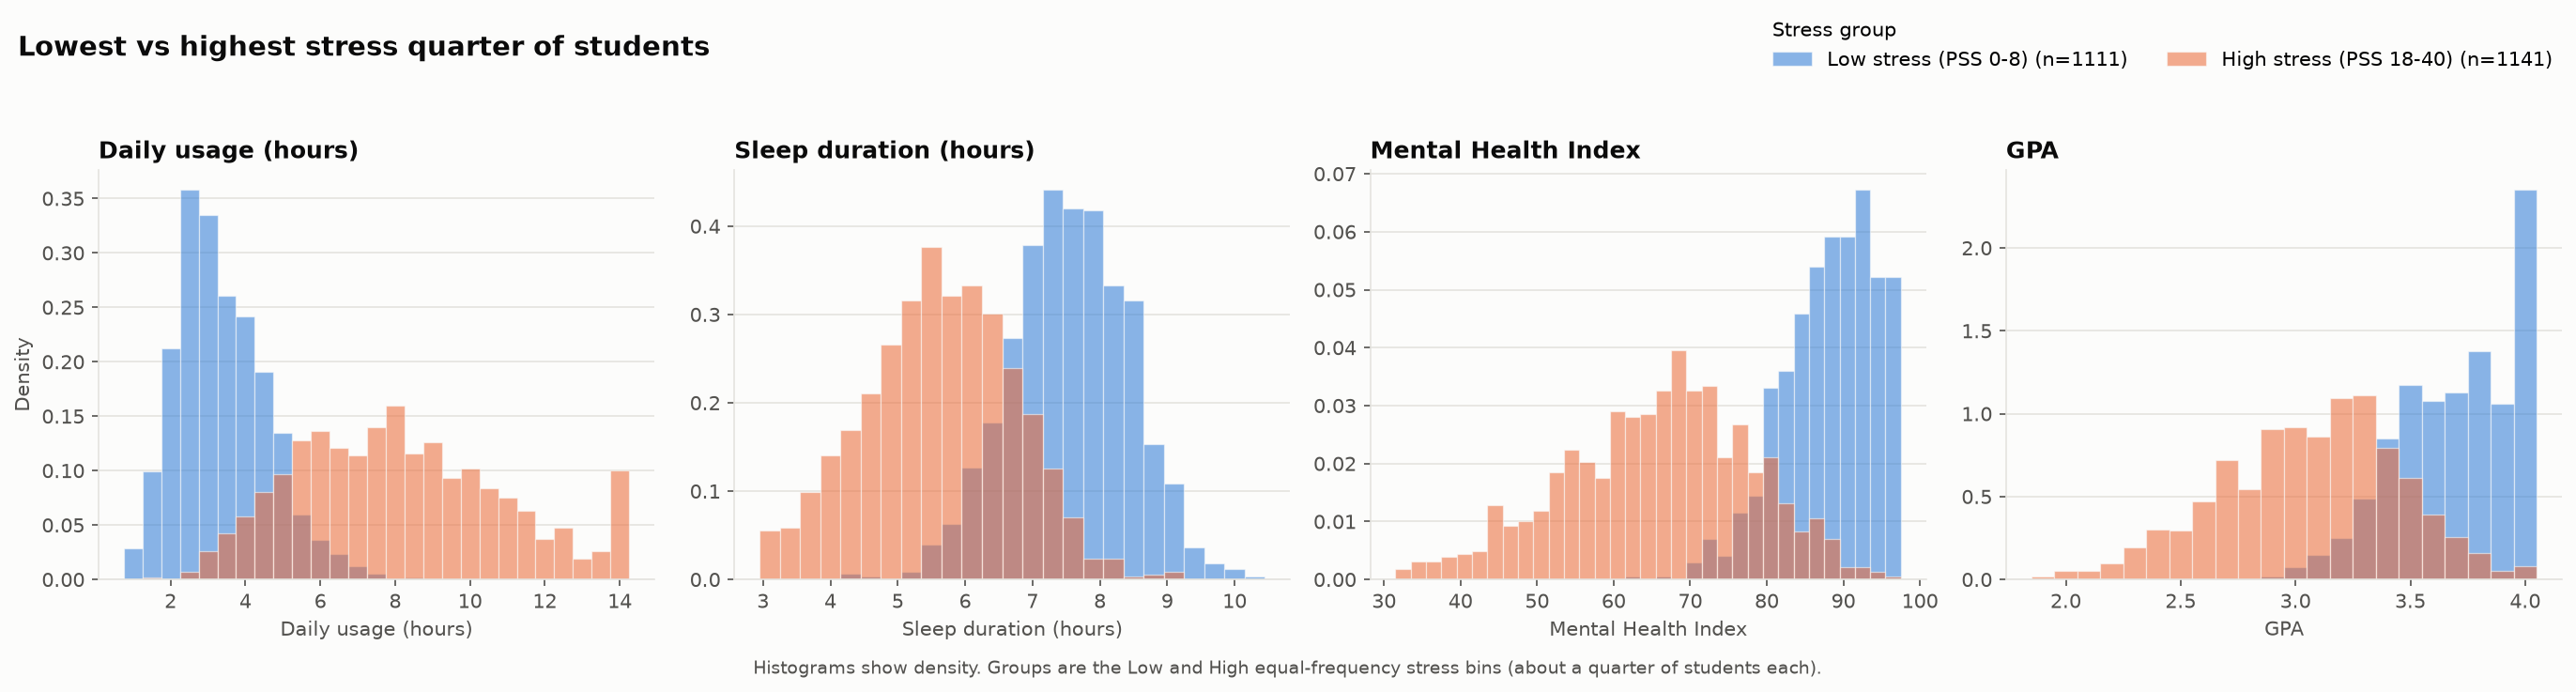 Lowest vs highest stress quarter of students
Stress group
Low stress (PSS 0-8) (n=1111)
High stress (PSS 18-40) (n=1141)
Daily usage (hours)
Density
0.35
0.30
0.25
0.20
0.15
0.10
0.05
0.00
2 4 6 8 10 12 14
Daily usage (hours)
Sleep duration (hours)
0.4
0.3
0.2
0.1
0.0
3 4 5 6 7 8 9 10
Sleep duration (hours)
Mental Health Index
0.07
0.06
0.05
0.04
0.03
0.02
0.01
0.00
30 40 50 60 70 80 90 100
Mental Health Index
GPA
2.0
1.5
1.0
0.5
0.0
2.0 2.5 3.0 3.5 4.0
GPA
Histograms show density. Groups are the Low and High equal-frequency stress bins (about a quarter of students each).